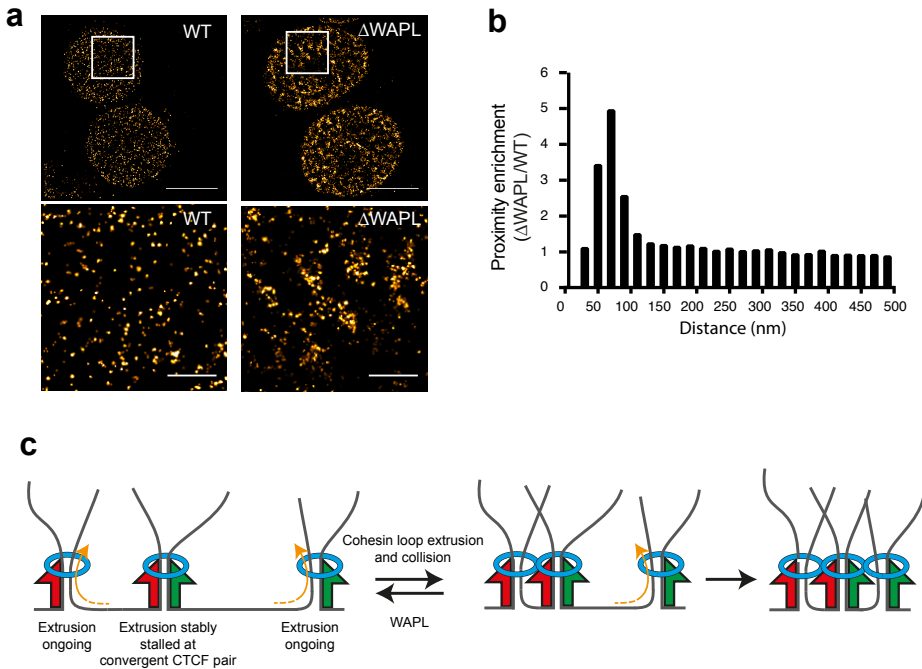 a
WT
ΔWAPL
WT
ΔWAPL
b
Proximity enrichment
(ΔWAPL/WT)
6
5
4
3
2
1
0
0 50 100 150 200 250 300 350 400 450 500
Distance (nm)
c
Extrusion
ongoing
Extrusion stably
stalled at
convergent CTCF pair
Extrusion
ongoing
Cohesin loop extrusion
and collision
WAPL